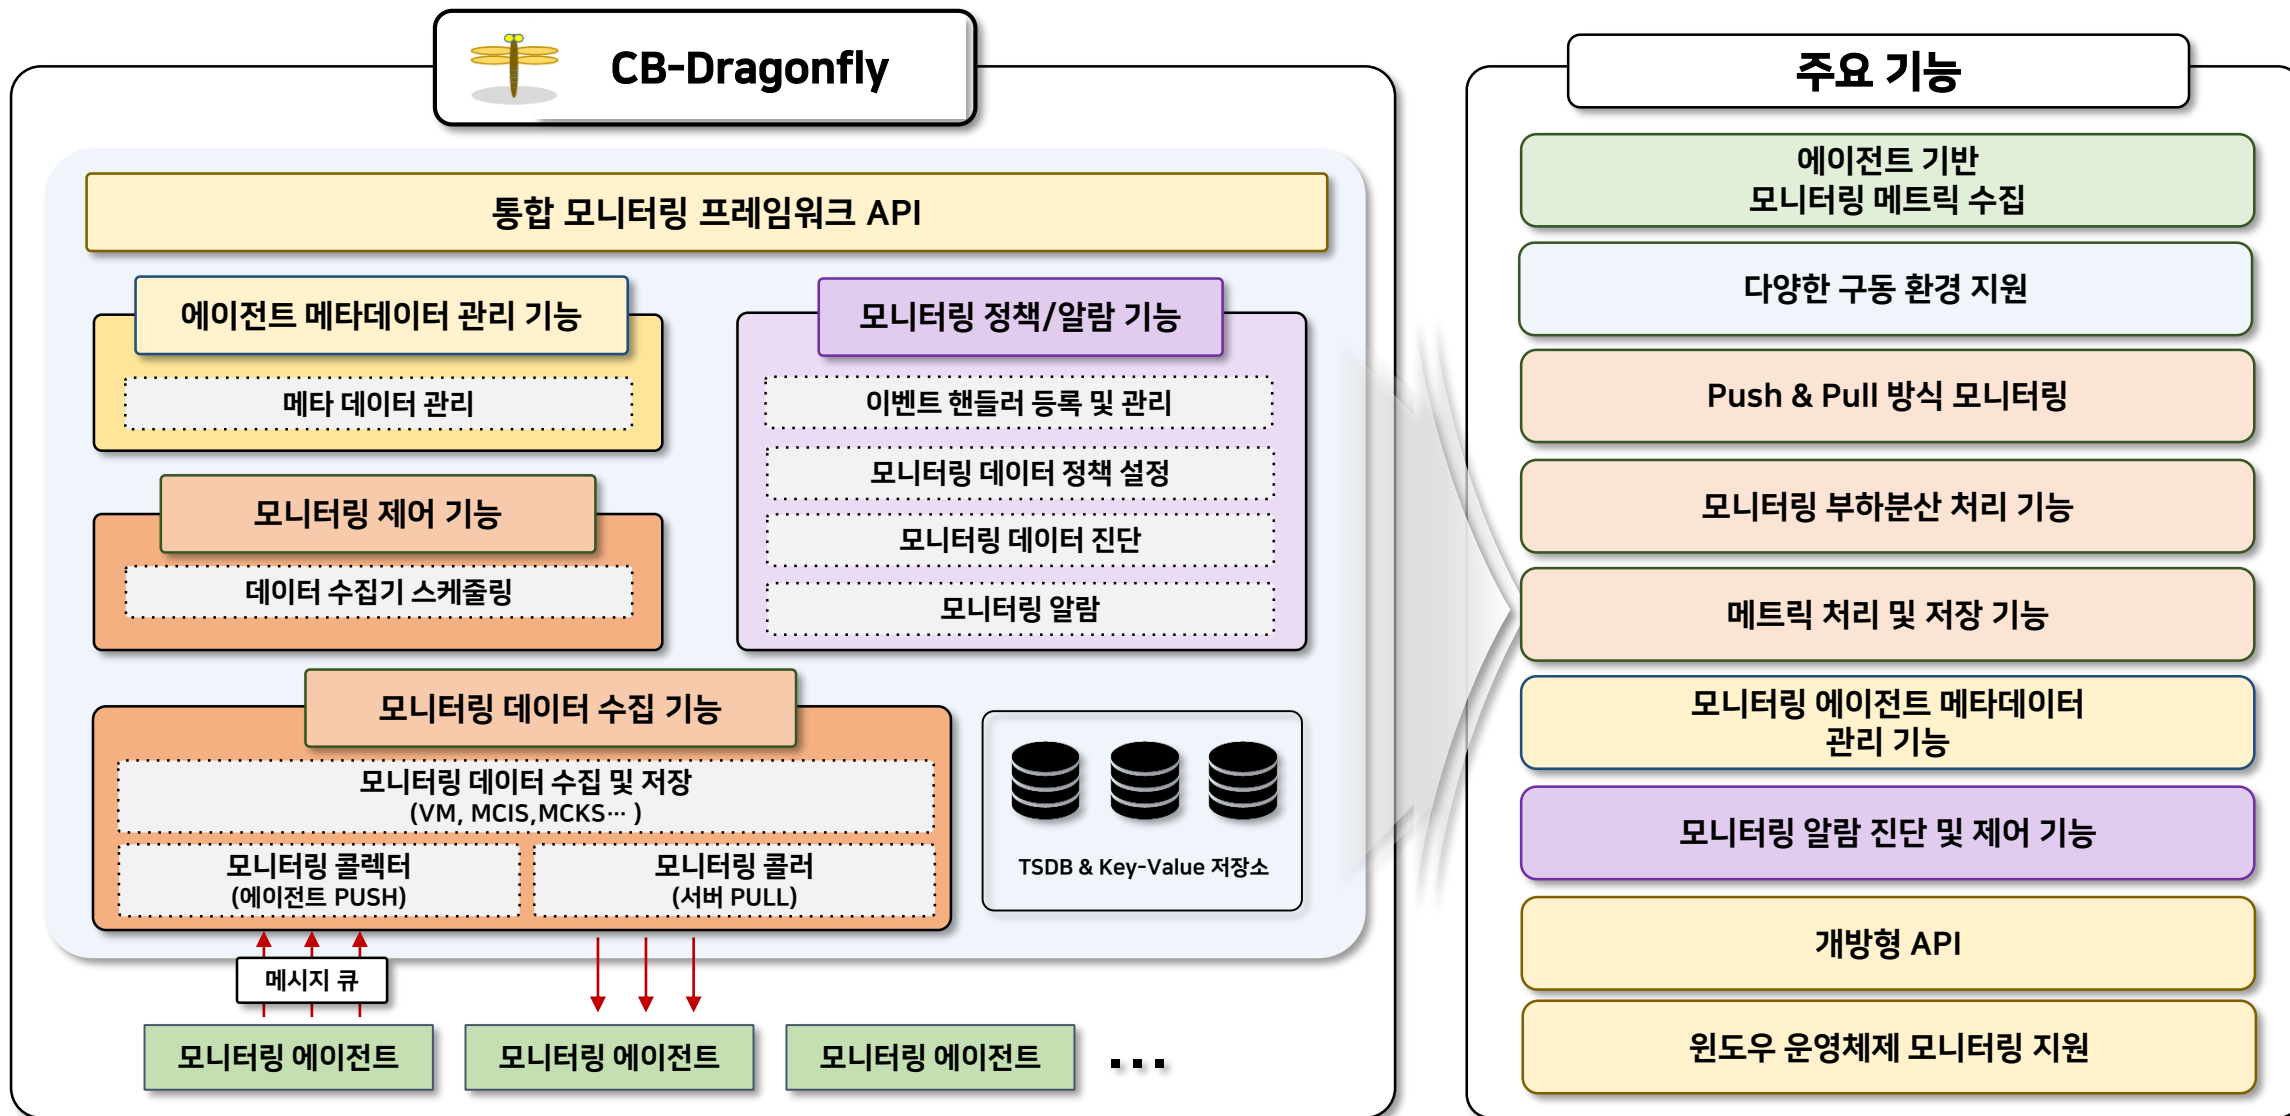 CB-Dragonfly
통합 모니터링 프레임워크 API
에이전트 메타데이터 관리 기능
메타 데이터 관리
모니터링 제어 기능
데이터 수집기 스케줄링
모니터링 정책/알람 기능
이벤트 핸들러 등록 및 관리
모니터링 데이터 정책 설정
모니터링 데이터 진단
모니터링 알람
모니터링 데이터 수집 기능
모니터링 데이터 수집 및 저장
(VM, MCIS,MCKS… )
모니터링 콜렉터
(에이전트 PUSH)
모니터링 콜러
(서버 PULL)
TSDB & Key-Value 저장소
메시지 큐
모니터링 에이전트
모니터링 에이전트
모니터링 에이전트
...
주요 기능
에이전트 기반
모니터링 메트릭 수집
다양한 구동 환경 지원
Push & Pull 방식 모니터링
모니터링 부하분산 처리 기능
메트릭 처리 및 저장 기능
모니터링 에이전트 메타데이터
관리 기능
모니터링 알람 진단 및 제어 기능
개방형 API
윈도우 운영체제 모니터링 지원